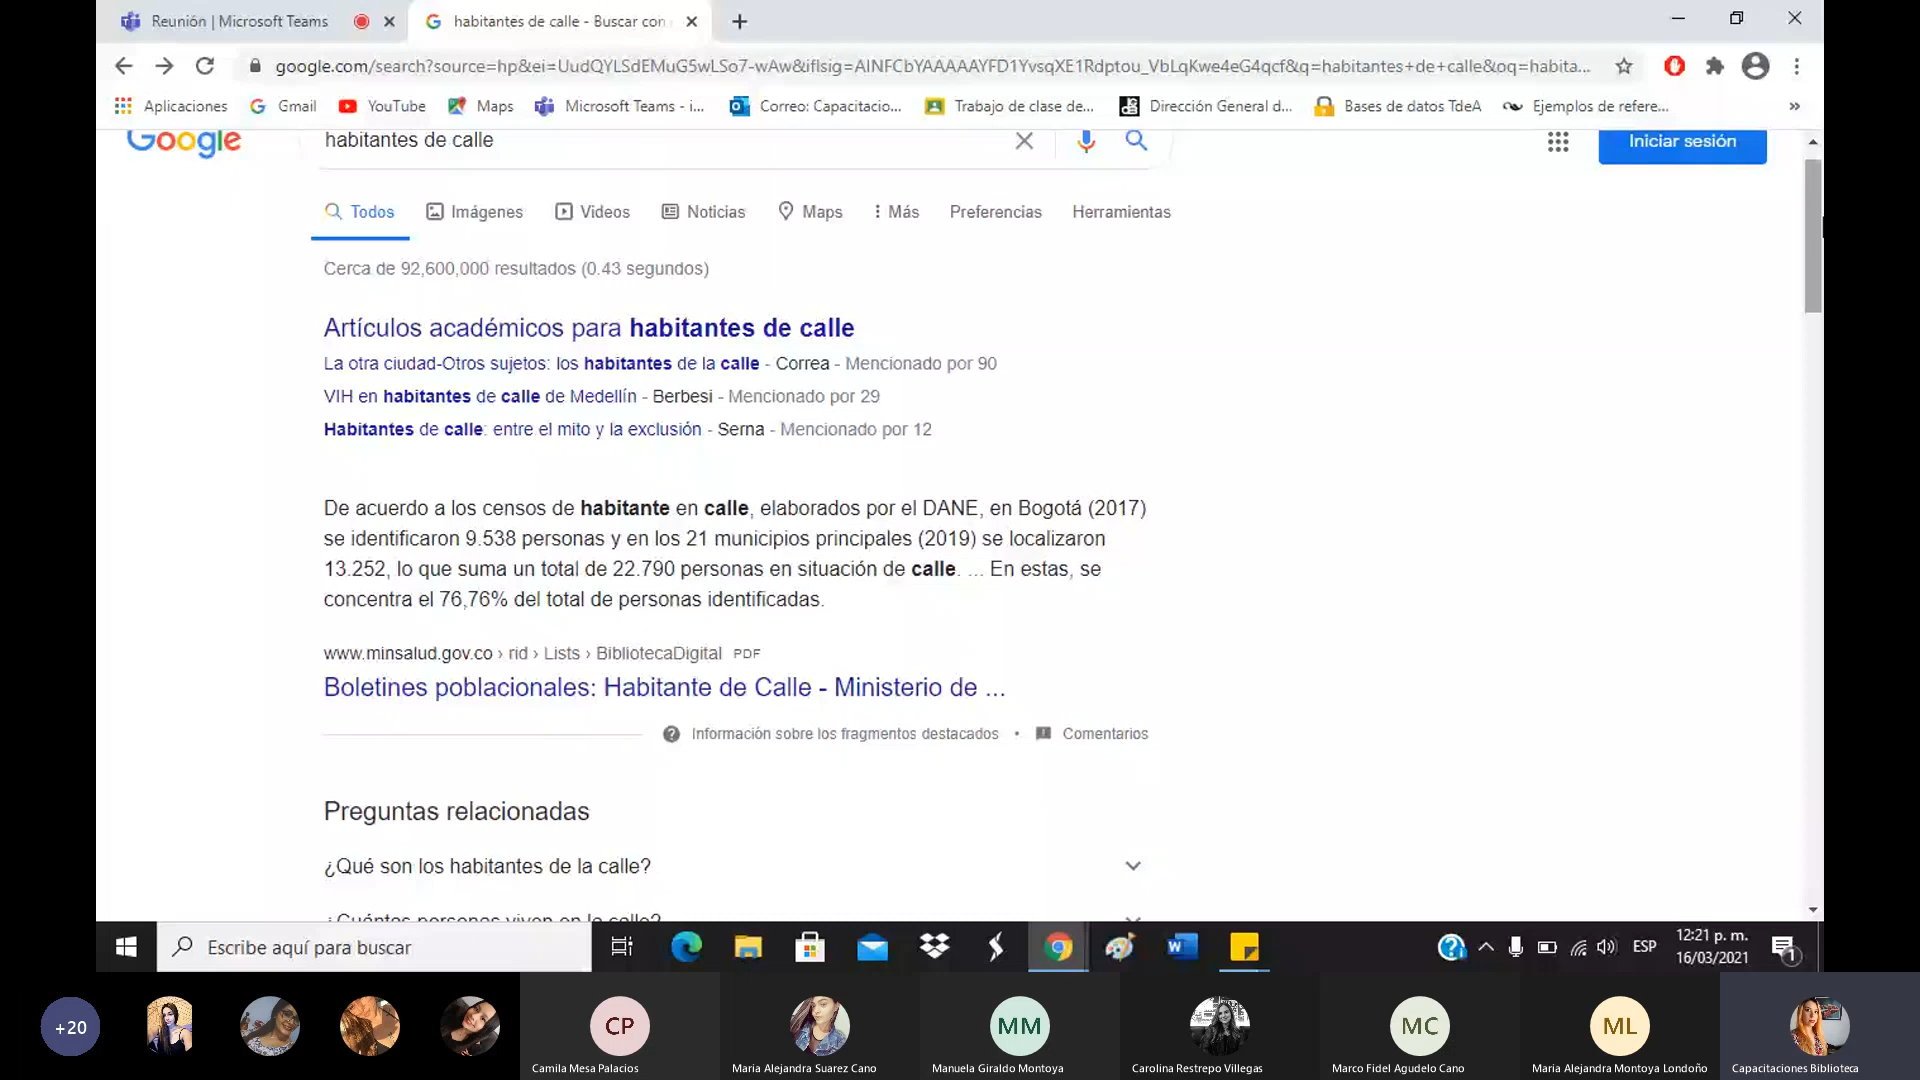 Reunión | Microsoft Teams
habitantes de calle - Buscar con
google.com/search?source=hp&ei=UudQYLSdEMuG5wLSo7-wAw&iflsig=AINFCbYAAAAAYFD1YvsqXE1Rdptou_VbLqKwe4eG4qcf&q=habitantes+de+calle&oq=habita...
Aplicaciones Gmail YouTube Maps Microsoft Teams - i... Correo: Capacitacio... Trabajo de clase de... Dirección General d... Bases de datos TdeA Ejemplos de refere... »
Google habitantes de calle Iniciar sesión
Todos Imágenes Videos Noticias Maps Más Preferencias Herramientas
Cerca de 92,600,000 resultados (0.43 segundos)
Artículos académicos para habitantes de calle
La otra ciudad-Otros sujetos: los habitantes de la calle - Correa - Mencionado por 90
VIH en habitantes de calle de Medellín - Berbesi - Mencionado por 29
Habitantes de calle: entre el mito y la exclusión - Serna - Mencionado por 12
De acuerdo a los censos de habitante en calle, elaborados por el DANE, en Bogotá (2017)
se identificaron 9.538 personas y en los 21 municipios principales (2019) se localizaron
13.252, lo que suma un total de 22.790 personas en situación de calle. ... En estas, se
concentra el 76,76% del total de personas identificadas.
www.minsalud.gov.co › rid › Lists › BibliotecaDigital PDF
Boletines poblacionales: Habitante de Calle - Ministerio de ...
Información sobre los fragmentos destacados • Comentarios
Preguntas relacionadas
¿Qué son los habitantes de la calle?
¿Cuántas personas viven en la calle?
Escribe aquí para buscar
ESP
12:21 p. m.
16/03/2021
1
+20
CP
MM
MC
ML
Camila Mesa Palacios
Maria Alejandra Suarez Cano
Manuela Giraldo Montoya
Carolina Restrepo Villegas
Marco Fidel Agudelo Cano
Maria Alejandra Montoya Londoño
Capacitaciones Biblioteca